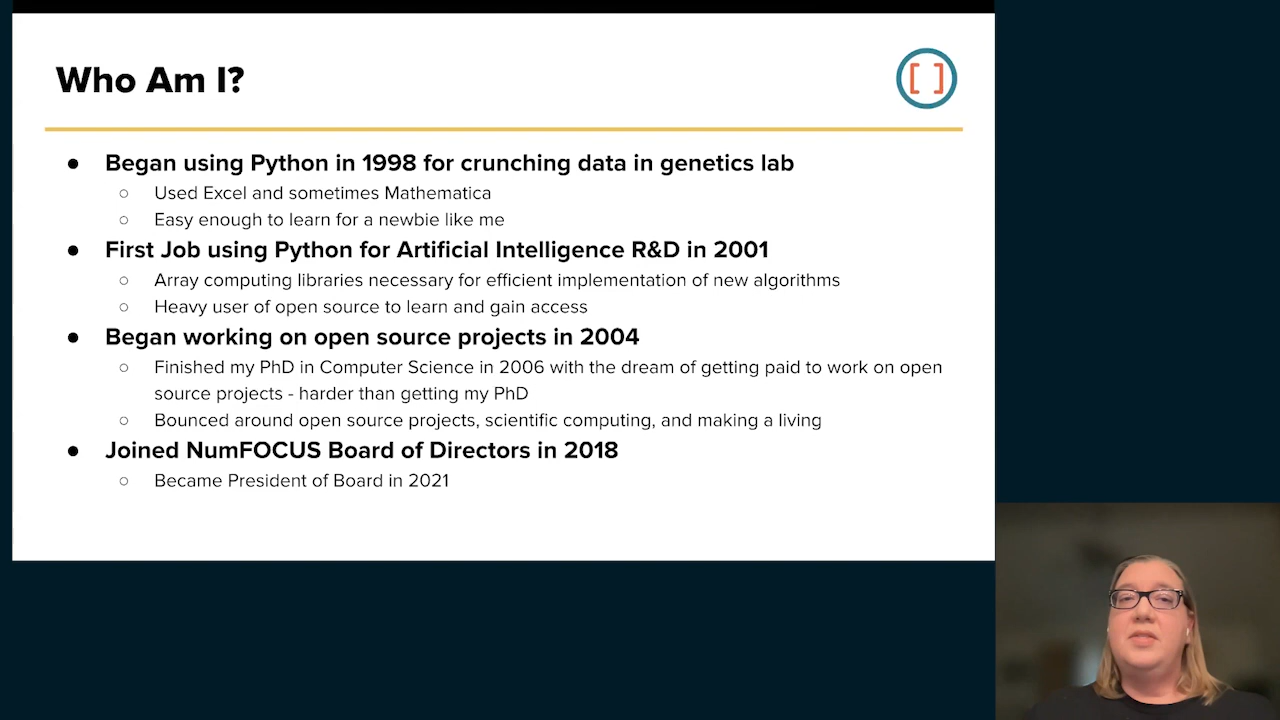 Who Am I?
[ ]
● Began using Python in 1998 for crunching data in genetics lab
○ Used Excel and sometimes Mathematica
○ Easy enough to learn for a newbie like me
● First Job using Python for Artificial Intelligence R&D in 2001
○ Array computing libraries necessary for efficient implementation of new algorithms
○ Heavy user of open source to learn and gain access
● Began working on open source projects in 2004
○ Finished my PhD in Computer Science in 2006 with the dream of getting paid to work on open
source projects - harder than getting my PhD
○ Bounced around open source projects, scientific computing, and making a living
● Joined NumFOCUS Board of Directors in 2018
○ Became President of Board in 2021